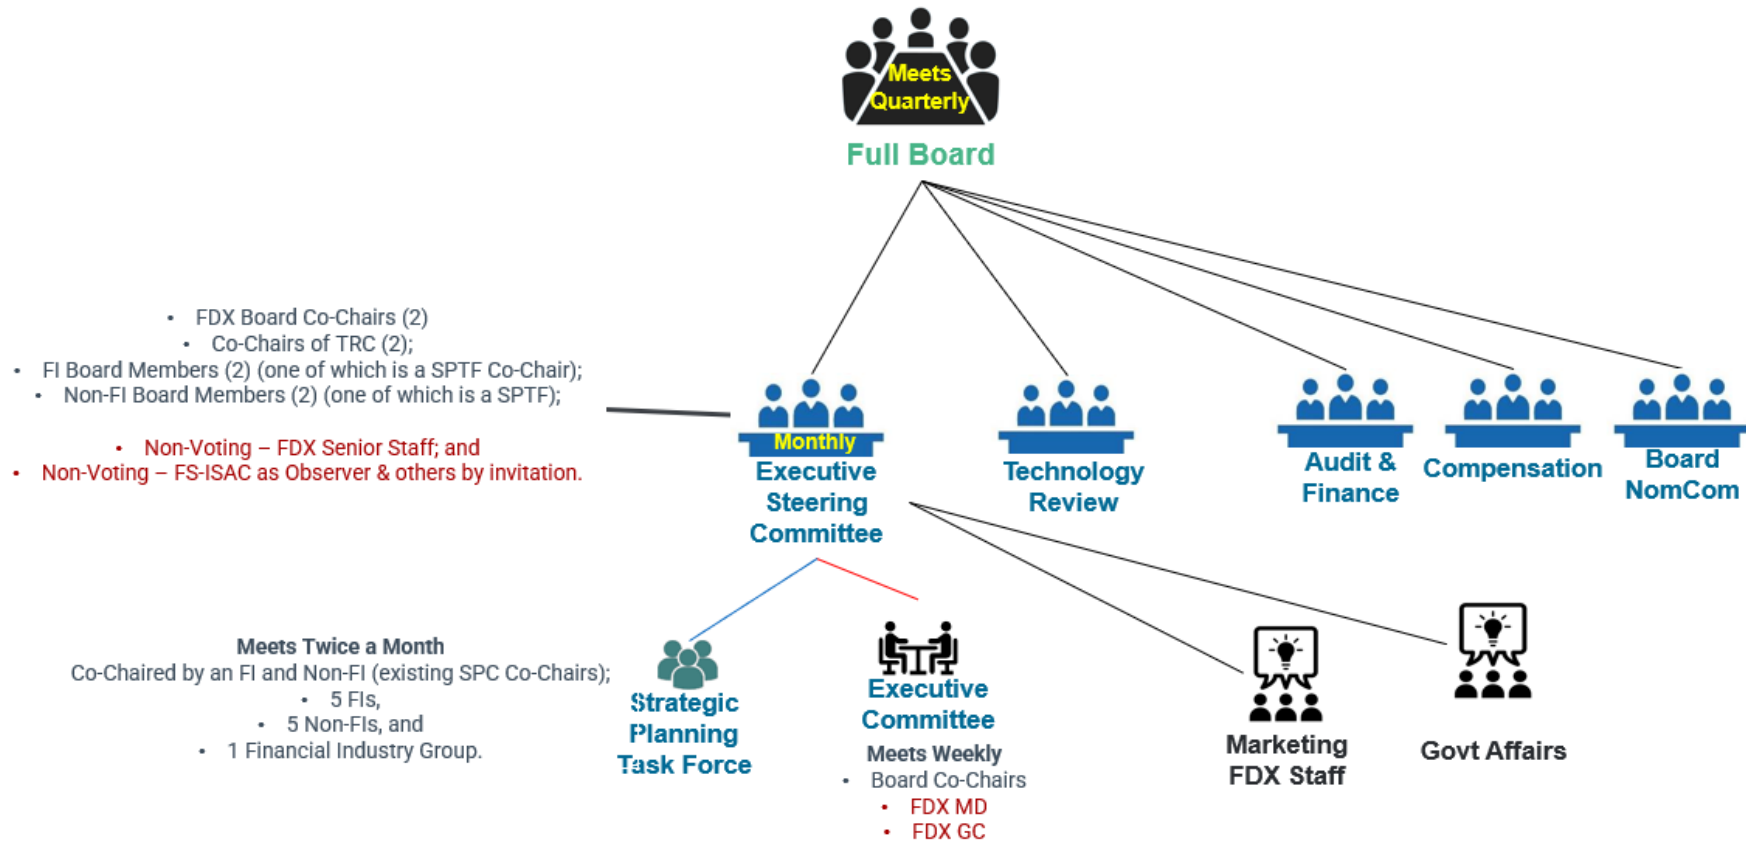 Meets
Quarterly
Full Board
• FDX Board Co-Chairs (2)
• Co-Chairs of TRC (2);
• FI Board Members (2) (one of which is a SPTF Co-Chair);
• Non-FI Board Members (2) (one of which is a SPTF);
• Non-Voting – FDX Senior Staff; and
• Non-Voting – FS-ISAC as Observer & others by invitation.
Monthly
Executive
Steering
Committee
Technology
Review
Audit &
Finance
Compensation
Board
NomCom
Meets Twice a Month
Co-Chaired by an FI and Non-FI (existing SPC Co-Chairs);
• 5 FIs,
• 5 Non-FIs, and
• 1 Financial Industry Group.
Strategic
Planning
Task Force
Executive
Committee
Meets Weekly
• Board Co-Chairs
• FDX MD
• FDX GC
Marketing
FDX Staff
Govt Affairs